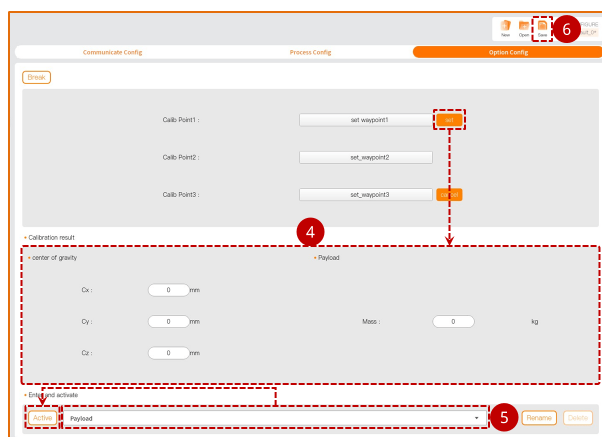 New Open Save
6
Communicate Config Process Config Option Config
Break
Calib Point1 : set waypoint1 set
Calib Point2 : set_waypoint2
Calib Point3 : set_waypoint3 cancel
4
Calibration result
center of gravity Payload
Cx : 0 mm
Cy : 0 mm Mass : 0 kg
Cz : 0 mm
Enter and activate
Active Payload 5 Rename Delete